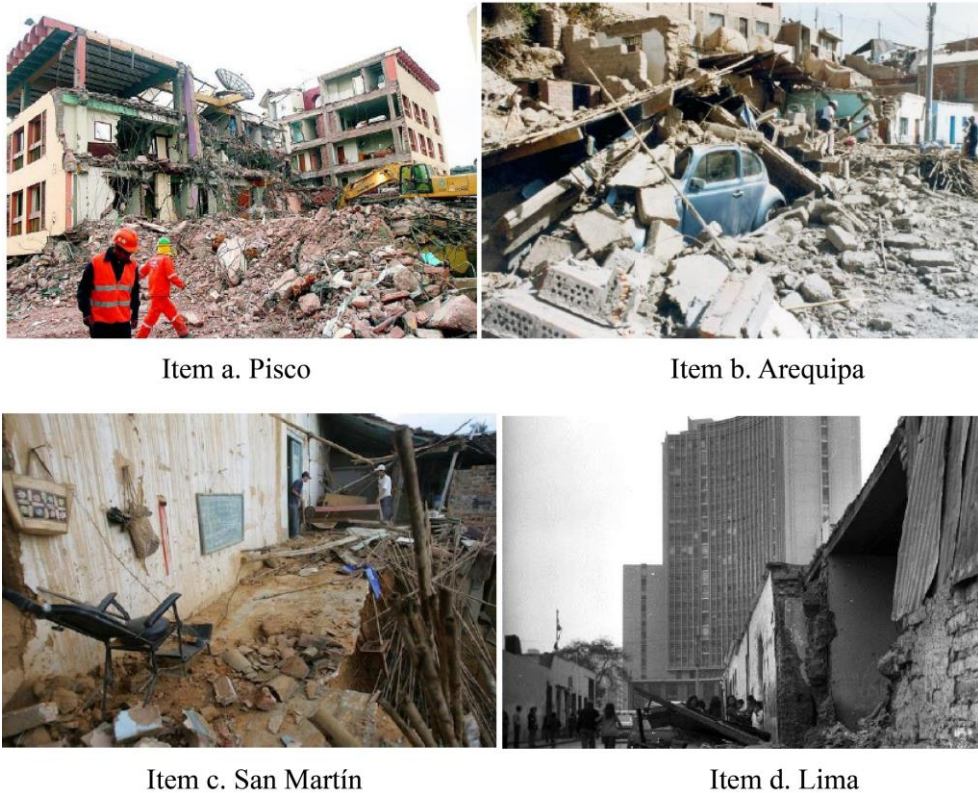 Item a. Pisco
Item b. Arequipa
Item c. San Martín
Item d. Lima